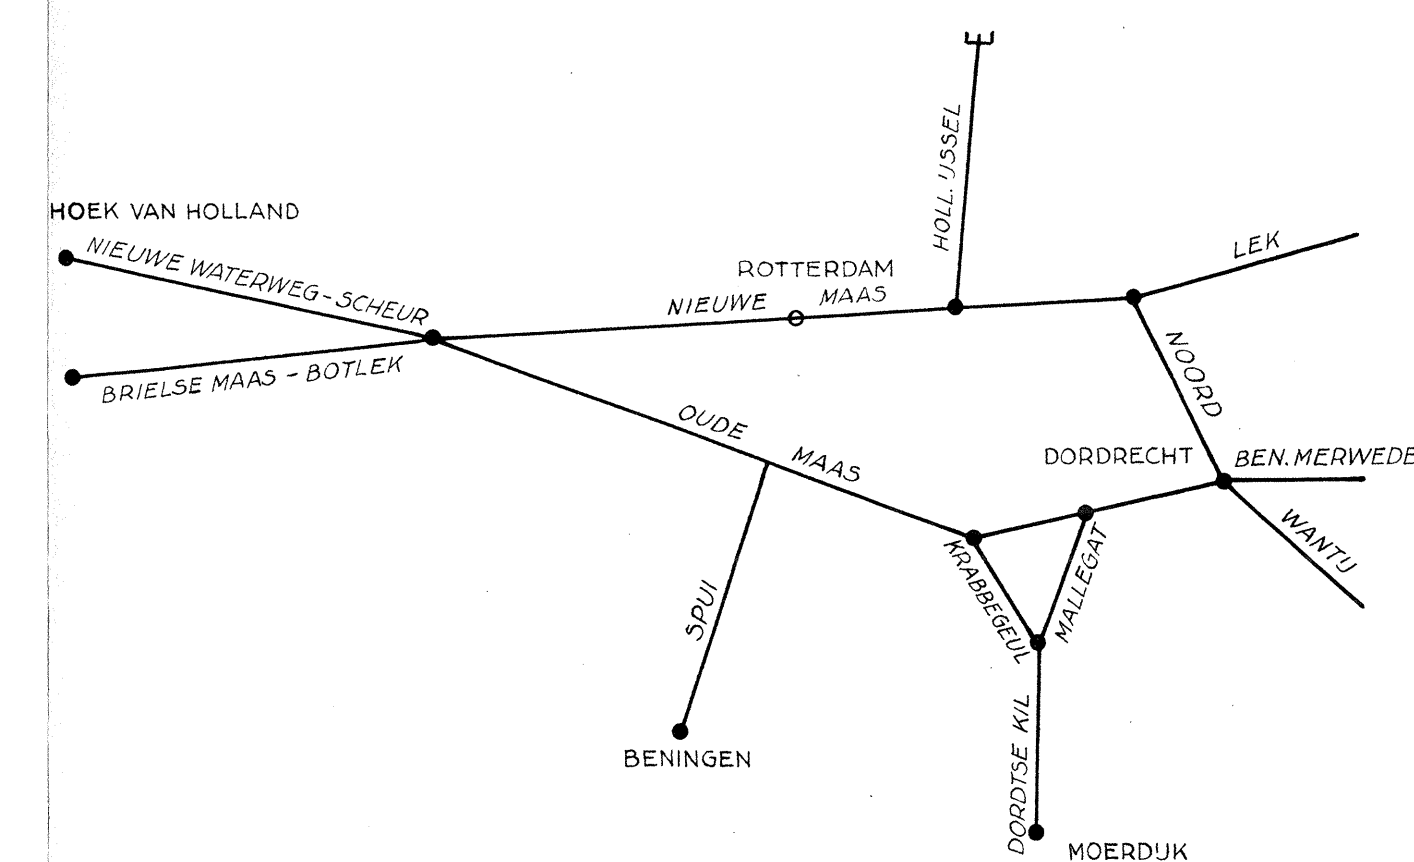 HOEK VAN HOLLAND
NIEUWE WATERWEG-SCHEUR
BRIELSE MAAS - BOTLEK
ROTTERDAM
NIEUWE MAAS
HOLL. IJSSEL
LEK
NOORD
OUDE MAAS
DORDRECHT
BEN. MERWEDE
WANTIJ
KRABBEGEUL
MALLEGAT
SPUI
BENINGEN
DORDTSE KIL
MOERDIJK